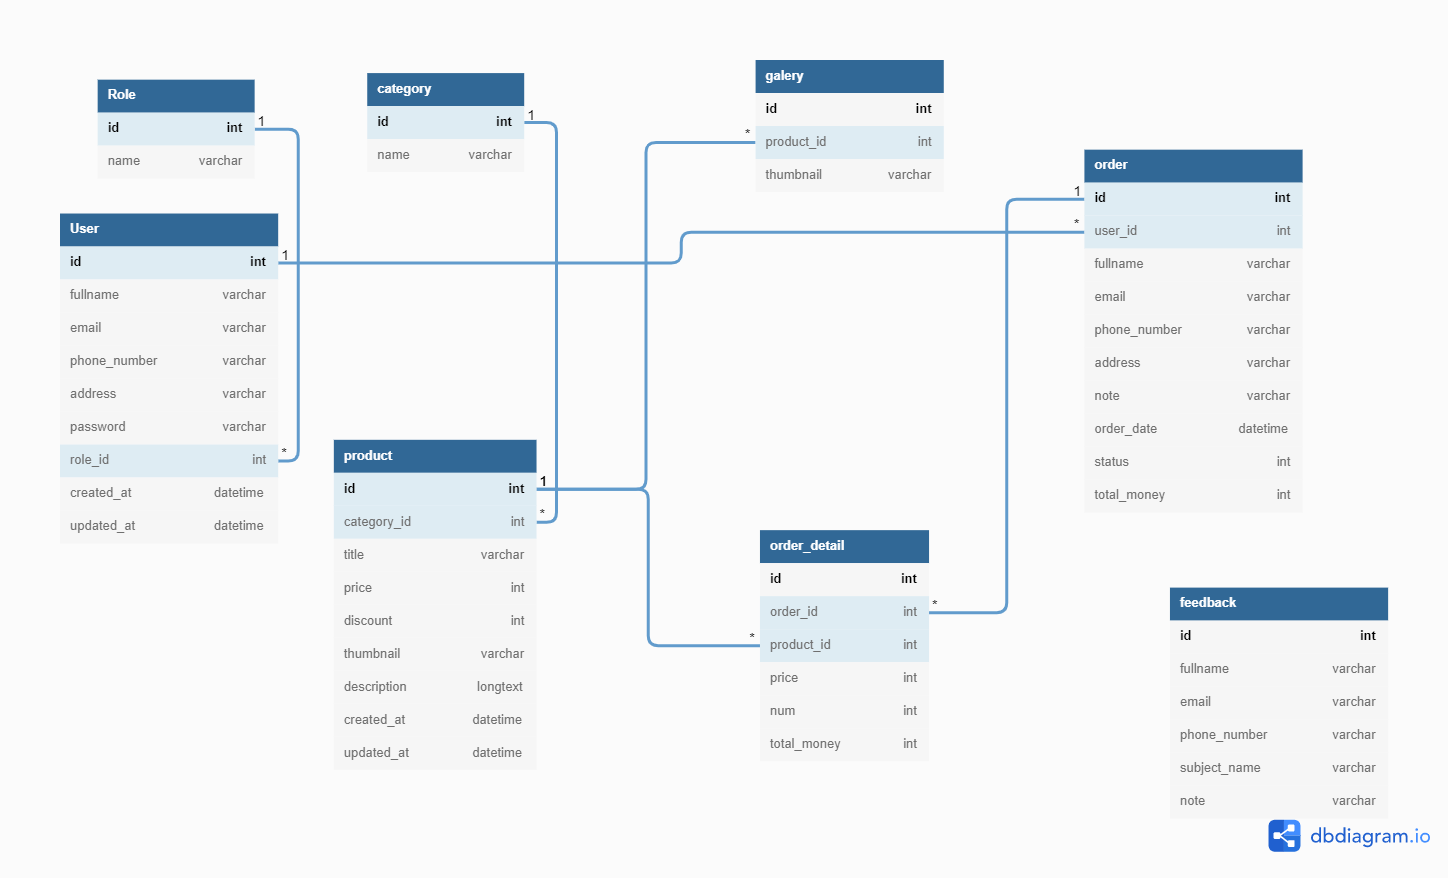 Role
id int
name varchar
1
category
id int
name varchar
1
galery
id int
product_id int
thumbnail varchar
*
User
id int
fullname varchar
email varchar
phone_number varchar
address varchar
password varchar
role_id int
created_at datetime
updated_at datetime
1
*
order
id int
user_id int
fullname varchar
email varchar
phone_number varchar
address varchar
note varchar
order_date datetime
status int
total_money int
1
*
product
id int
category_id int
title varchar
price int
discount int
thumbnail varchar
description longtext
created_at datetime
updated_at datetime
1
*
order_detail
id int
order_id int
product_id int
price int
num int
total_money int
*
*
feedback
id int
fullname varchar
email varchar
phone_number varchar
subject_name varchar
note varchar
dbdiagram.io